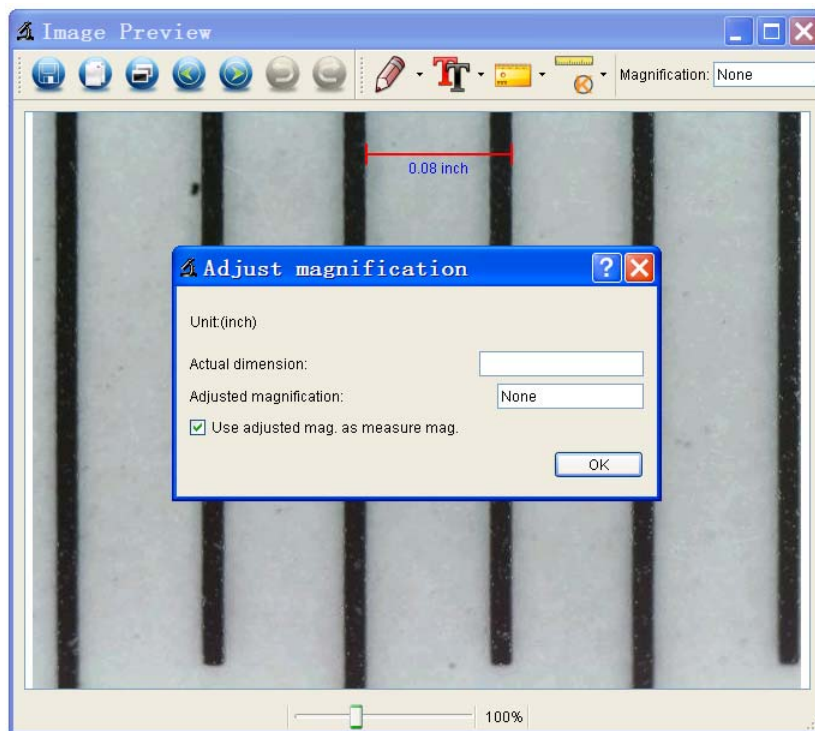 Image Preview
Magnification: None
0.08 inch
Adjust magnification
Unit:(inch)
Actual dimension:
Adjusted magnification: None
Use adjusted mag. as measure mag.
OK
100%